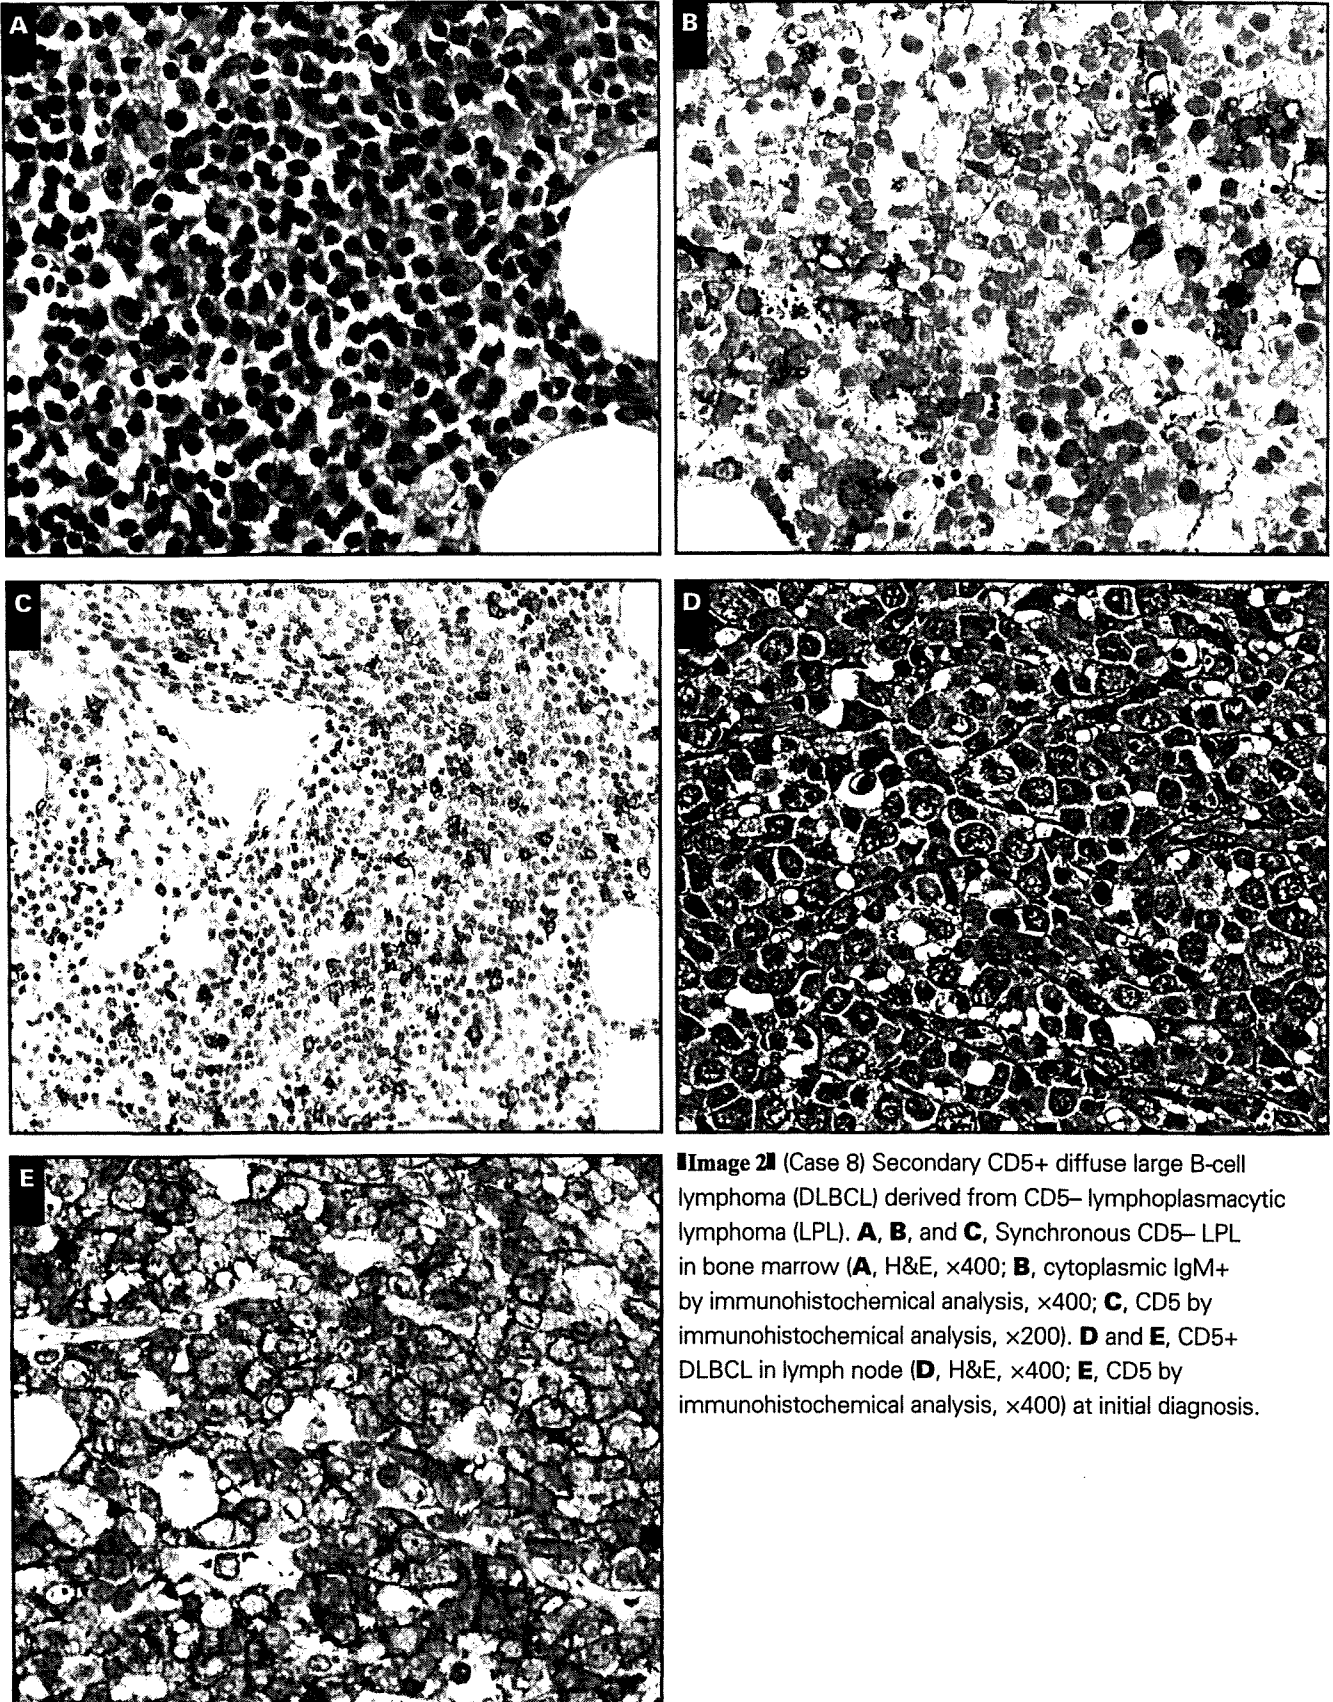 A
B
C
D
E
Image 2 (Case 8) Secondary CD5+ diffuse large B-cell
lymphoma (DLBCL) derived from CD5– lymphoplasmacytic
lymphoma (LPL). A, B, and C, Synchronous CD5– LPL
in bone marrow (A, H&E, ×400; B, cytoplasmic IgM+
by immunohistochemical analysis, ×400; C, CD5 by
immunohistochemical analysis, ×200). D and E, CD5+
DLBCL in lymph node (D, H&E, ×400; E, CD5 by
immunohistochemical analysis, ×400) at initial diagnosis.